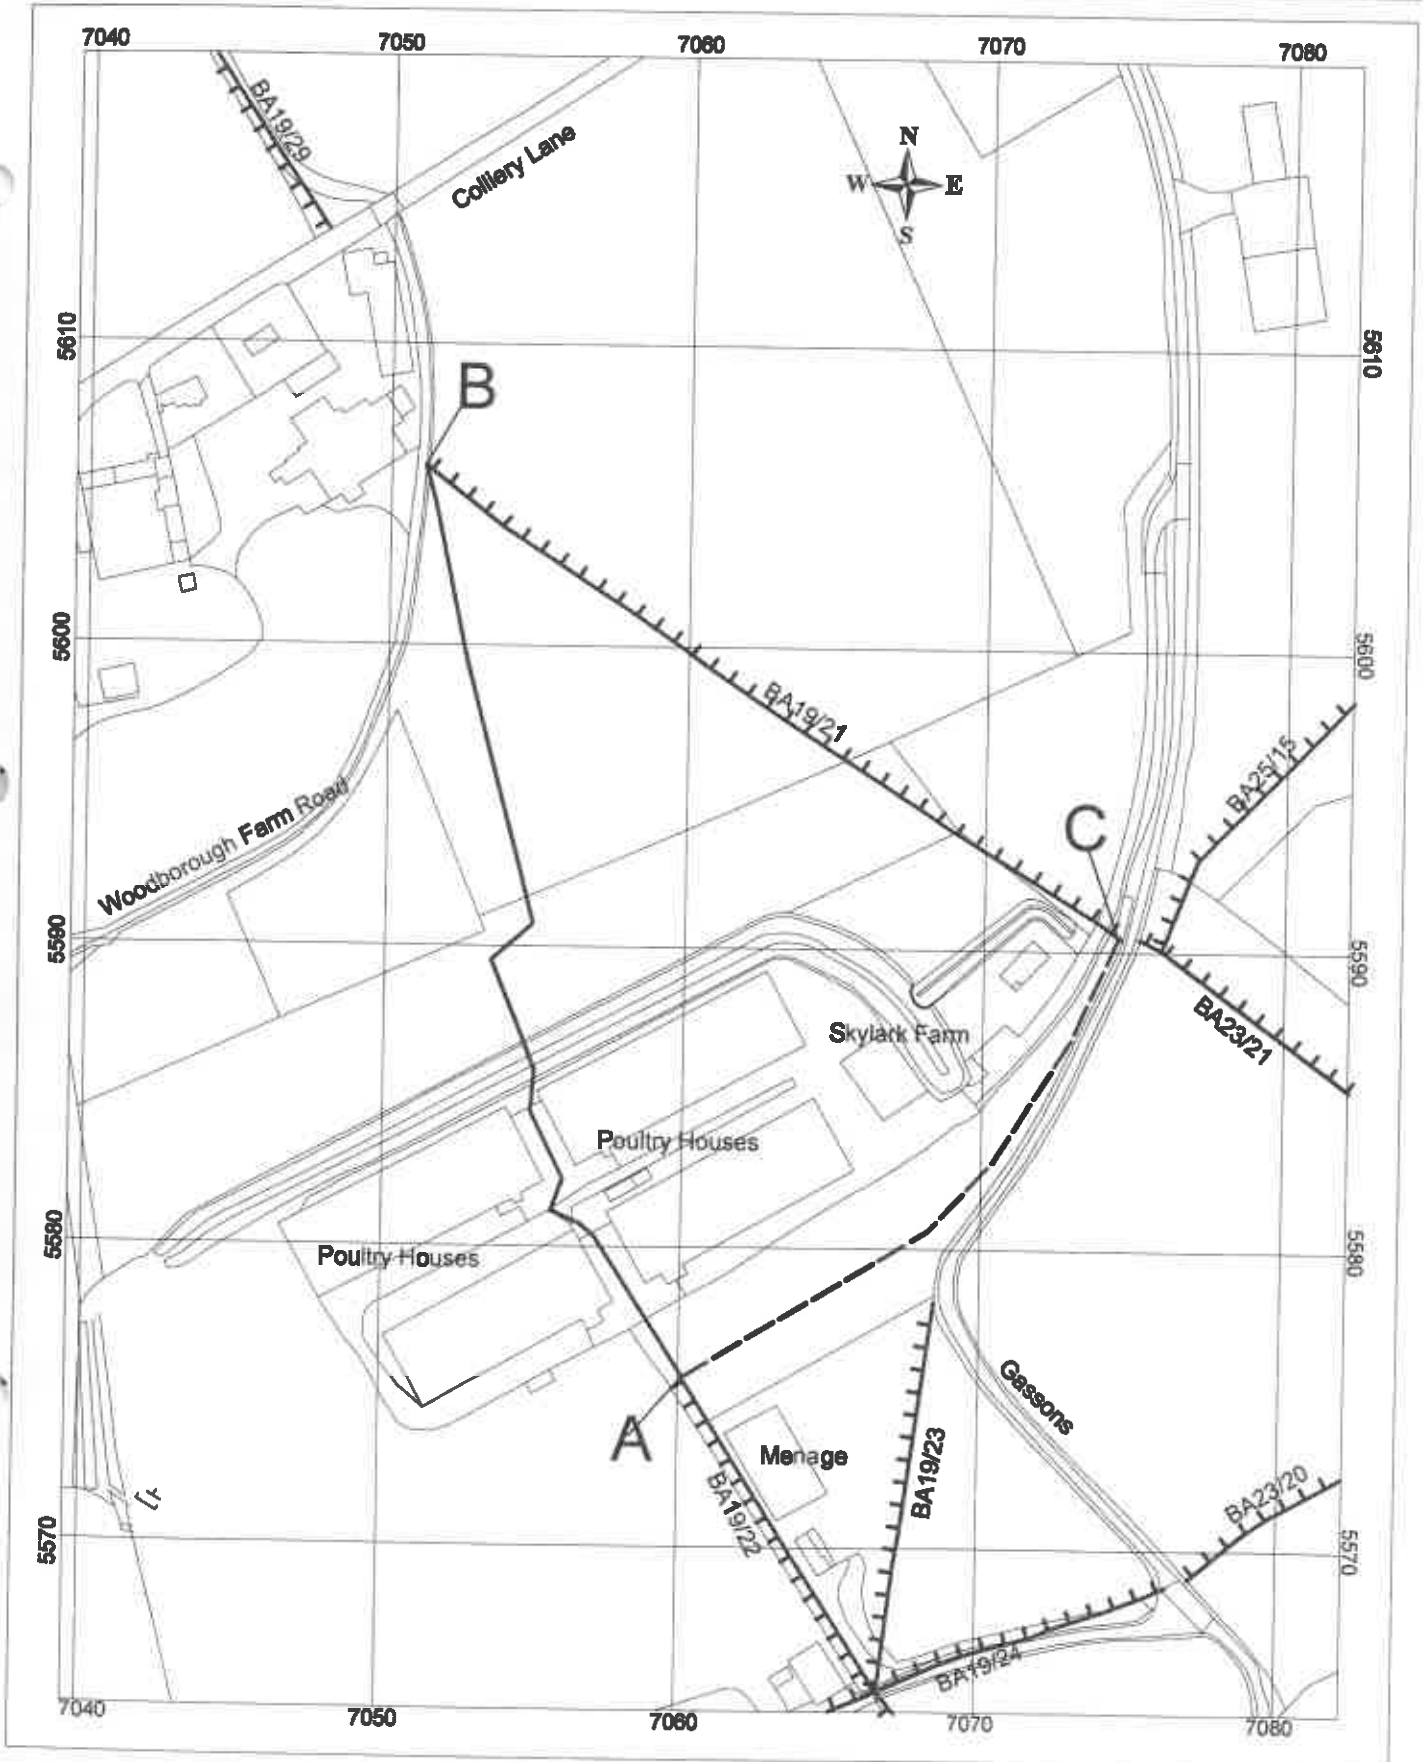 7040
7050
7060
7070
7080
BA19/29
Colliery Lane
N
W
E
S
5610
5610
B
5600
5600
BA19/21
BA25/15
Woodborough Farm Road
C
5590
5590
BA23/21
Skylark Farm
Poultry Houses
5580
5580
Poultry Houses
Gassons
A
Menage
BA19/23
BA19/22
BA23/20
5570
5570
BA19/24
7040
7050
7060
7070
7080